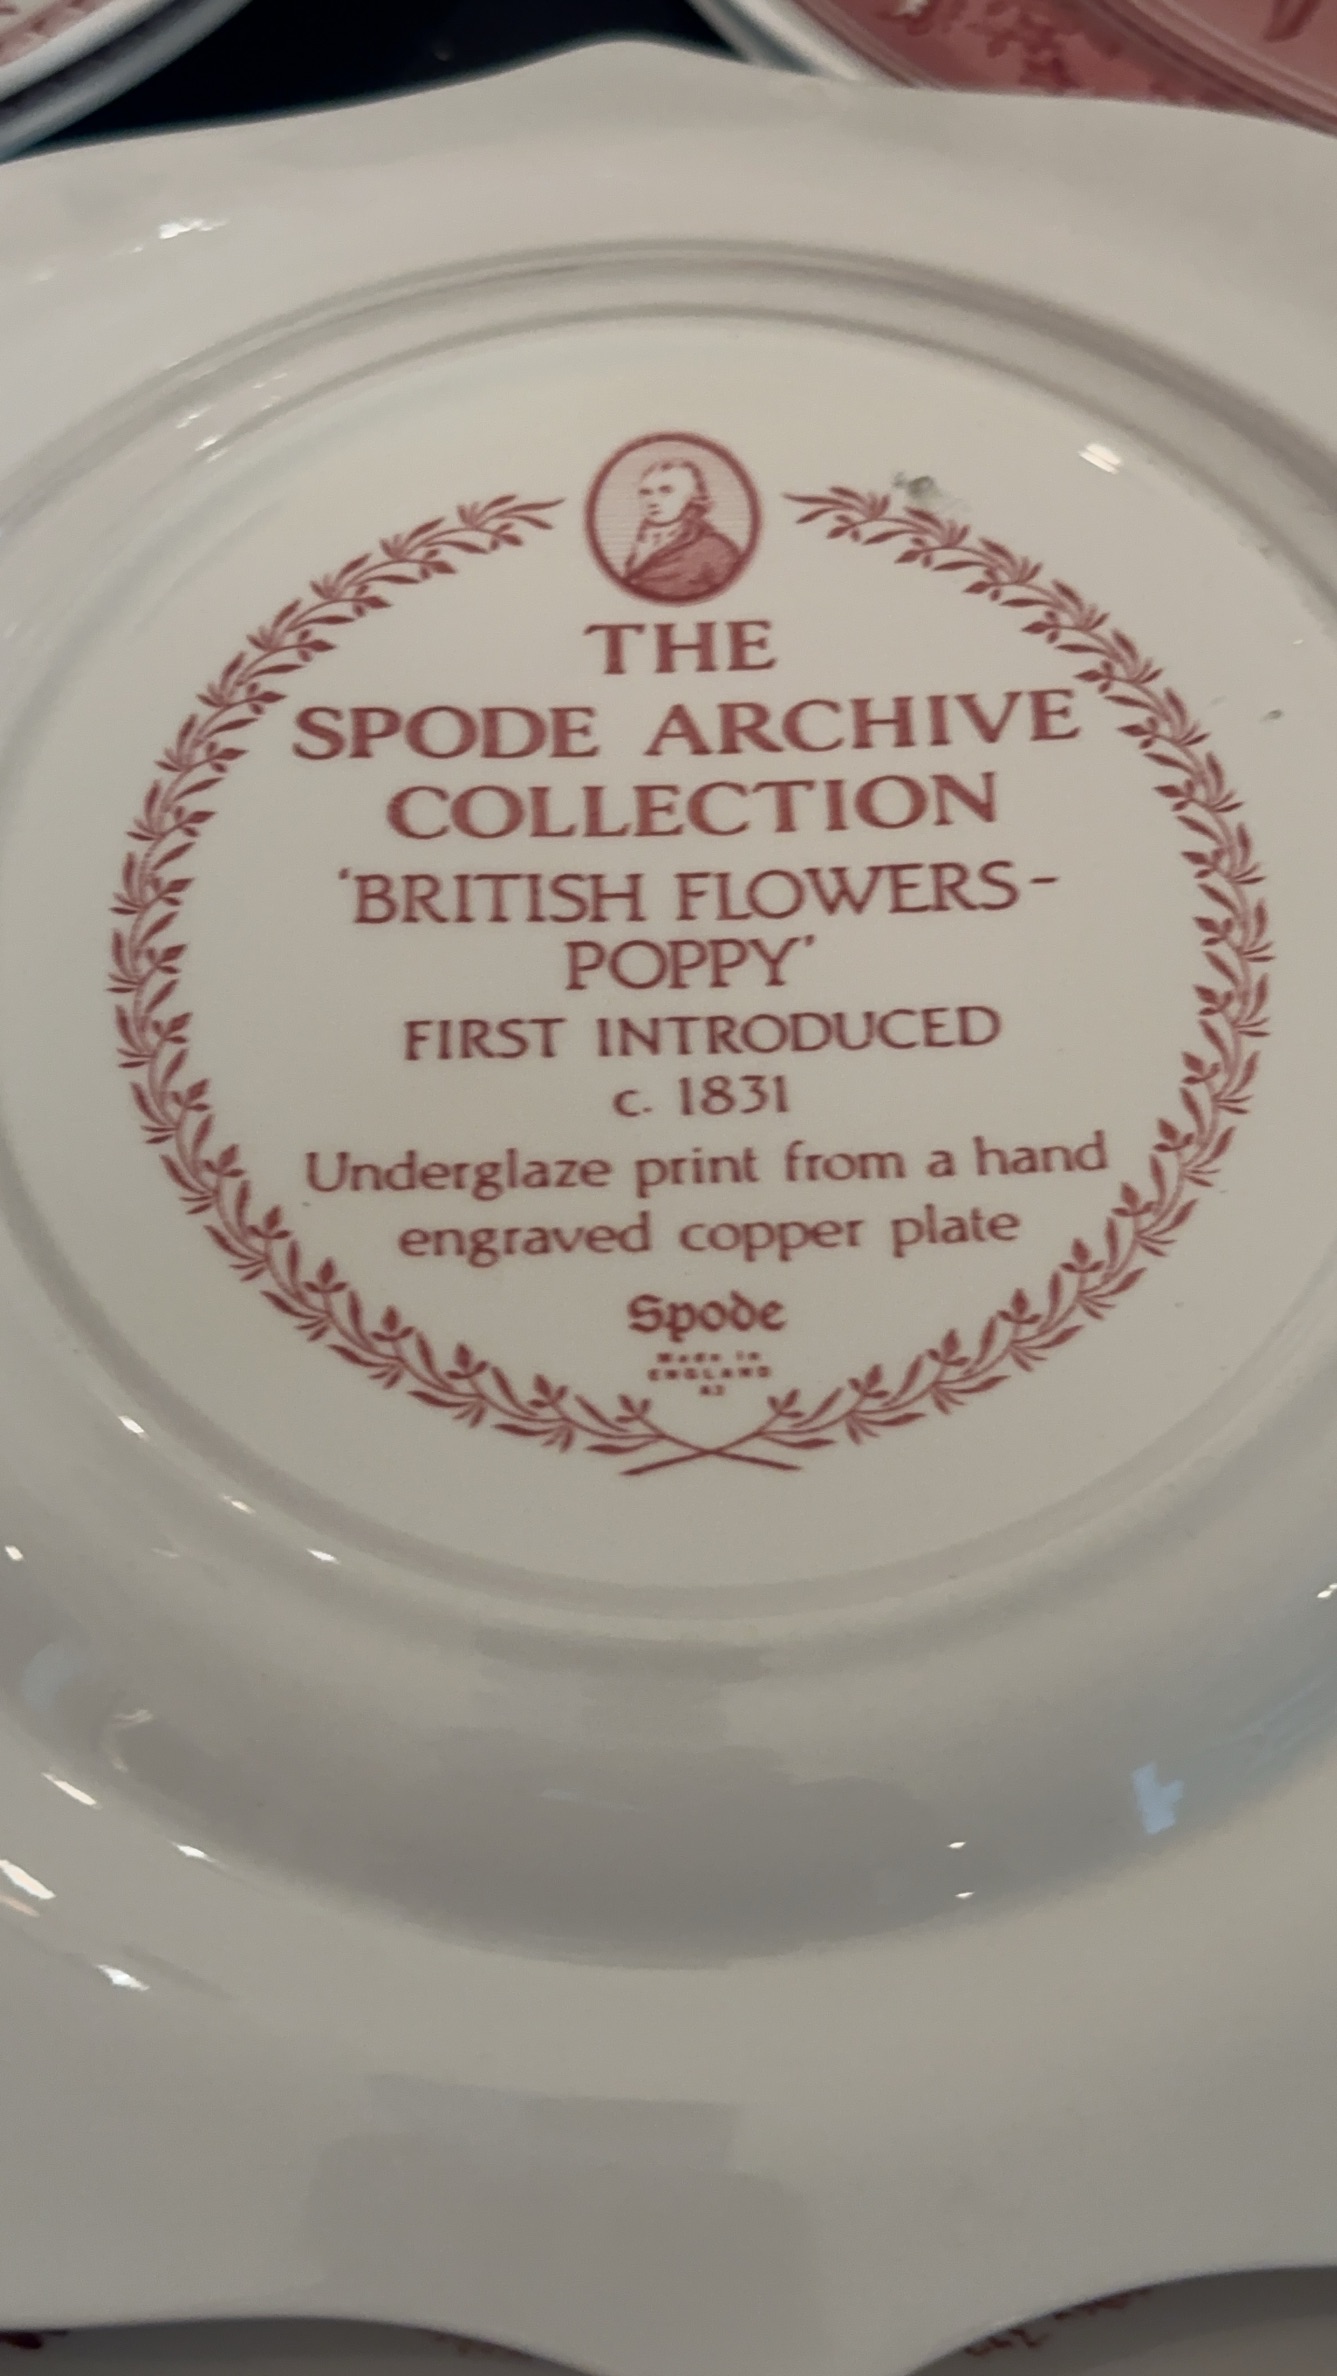 THE
SPODE ARCHIVE
COLLECTION
‘BRITISH FLOWERS-
POPPY’
FIRST INTRODUCED
c. 1831
Underglaze print from a hand
engraved copper plate
Spode
Made in
ENGLAND